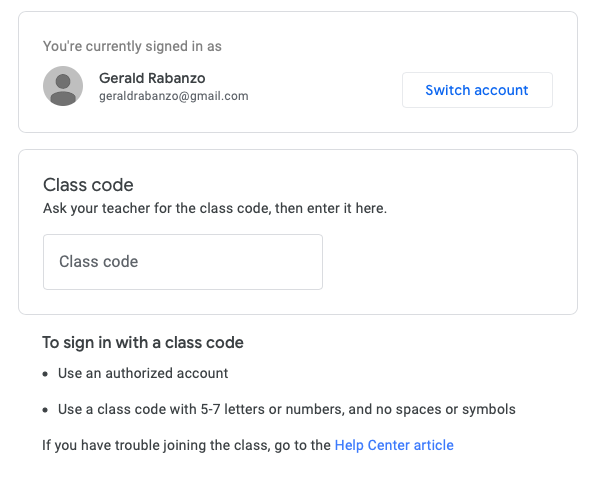 You're currently signed in as
Gerald Rabanzo
geraldrabanzo@gmail.com
Switch account
Class code
Ask your teacher for the class code, then enter it here.
Class code
To sign in with a class code
• Use an authorized account
• Use a class code with 5-7 letters or numbers, and no spaces or symbols
If you have trouble joining the class, go to the Help Center article